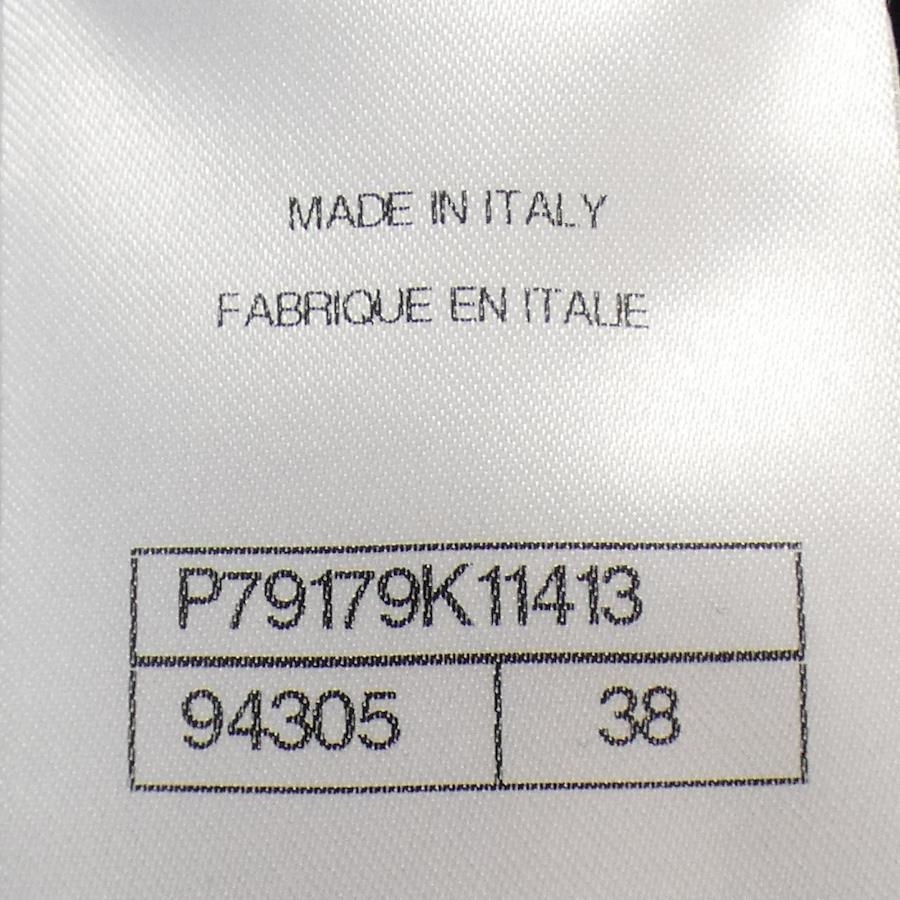 MADE IN ITALY
FABRIQUE EN ITALIE
P79179K11413
94305 38